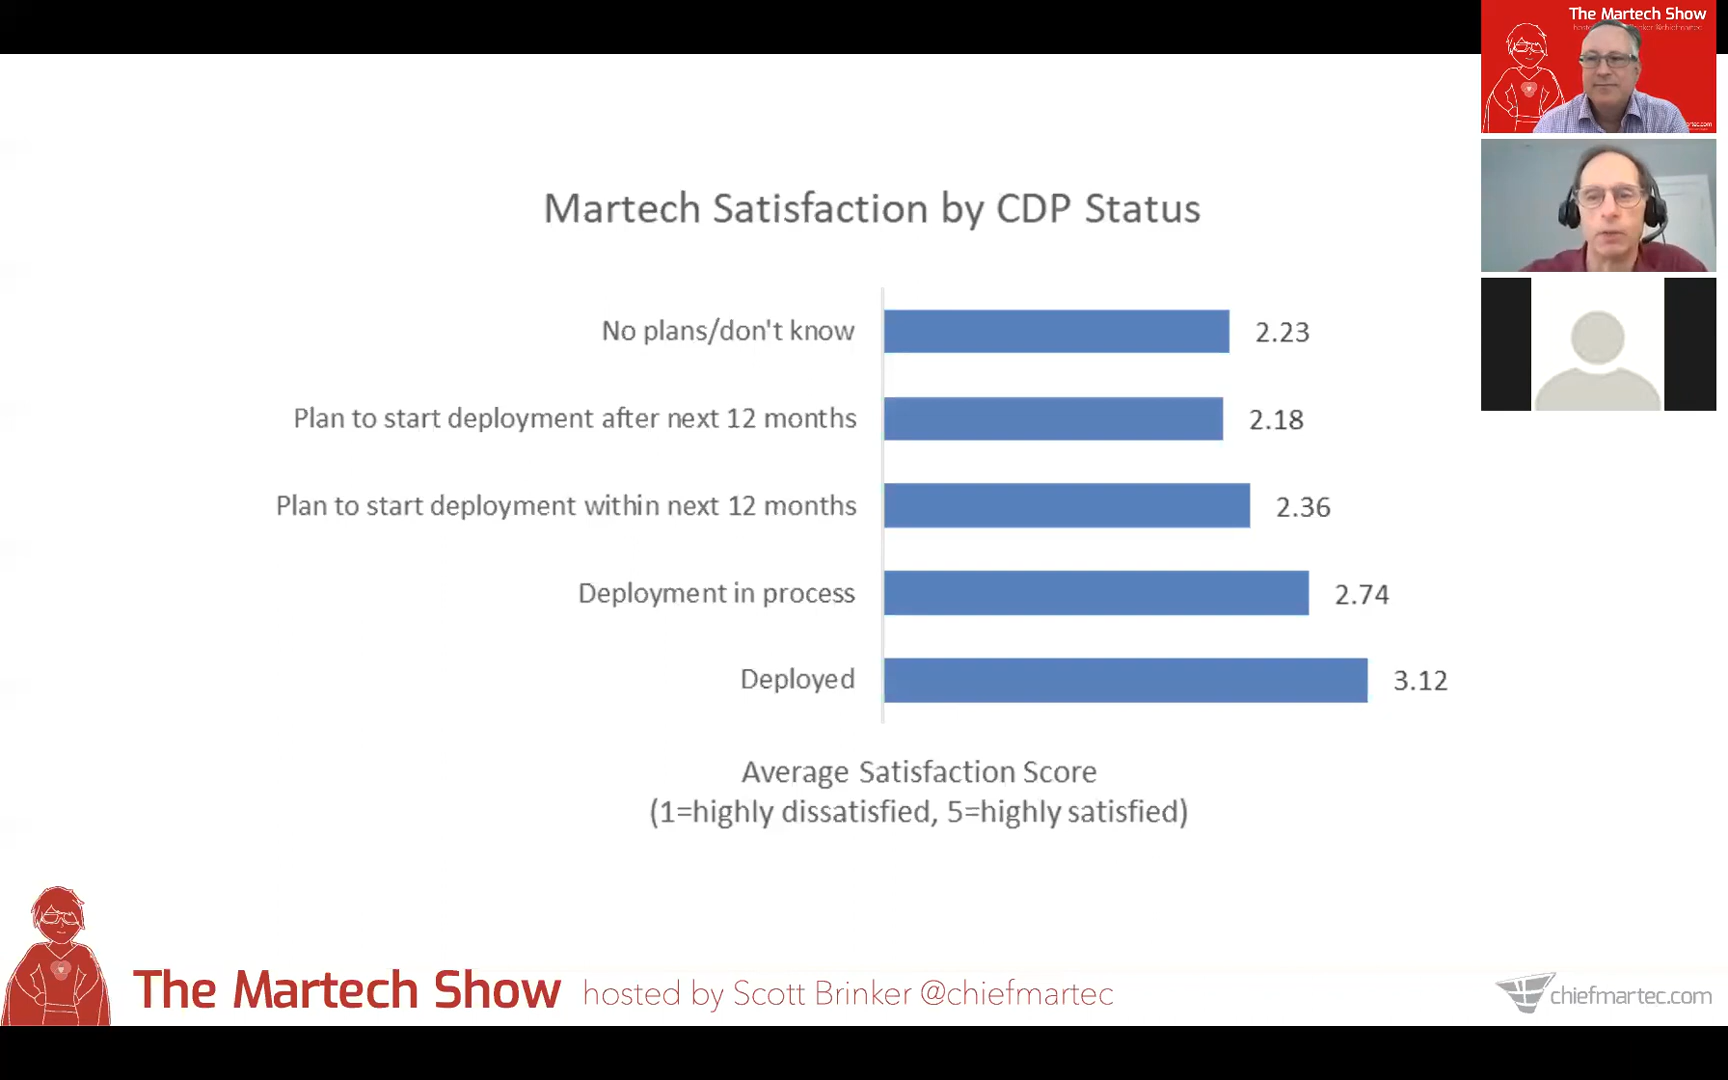 The Martech Show
Martech Satisfaction by CDP Status
No plans/don't know 2.23
Plan to start deployment after next 12 months 2.18
Plan to start deployment within next 12 months 2.36
Deployment in process 2.74
Deployed 3.12
Average Satisfaction Score
(1=highly dissatisfied, 5=highly satisfied)
The Martech Show hosted by Scott Brinker @chiefmartec
chiefmartec.com